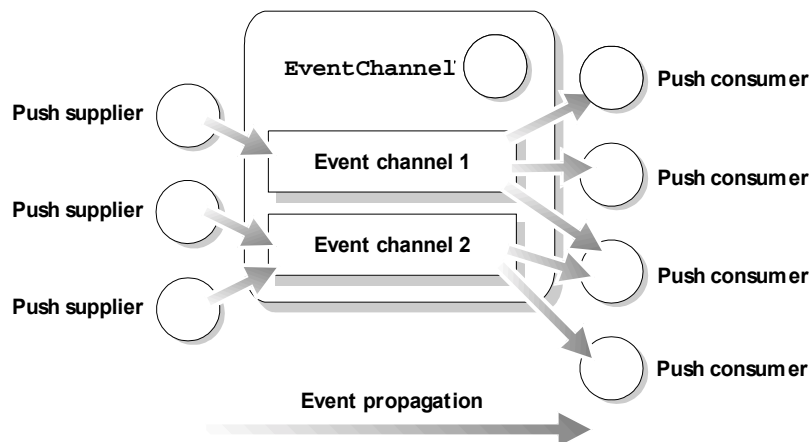 EventChannel
Push consumer
Push supplier
Event channel 1
Push consumer
Push supplier
Event channel 2
Push consumer
Push supplier
Push consumer
Event propagation